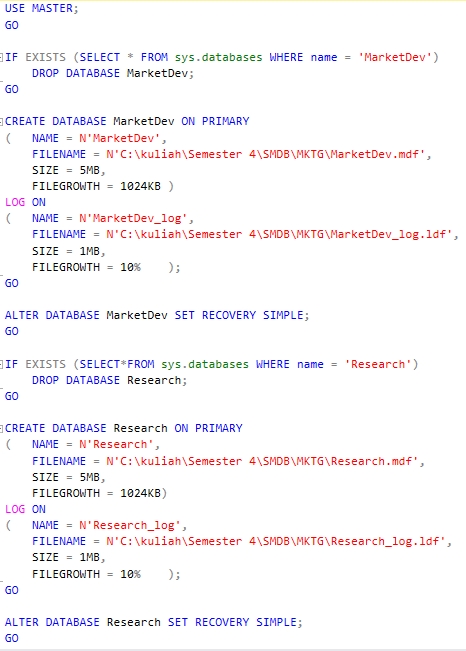 USE MASTER;
GO
IF EXISTS (SELECT * FROM sys.databases WHERE name = 'MarketDev')
DROP DATABASE MarketDev;
GO
CREATE DATABASE MarketDev ON PRIMARY
( NAME = N'MarketDev',
FILENAME = N'C:\kuliah\Semester 4\SMDB\MKTG\MarketDev.mdf',
SIZE = 5MB,
FILEGROWTH = 1024KB )
LOG ON
( NAME = N'MarketDev_log',
FILENAME = N'C:\kuliah\Semester 4\SMDB\MKTG\MarketDev_log.ldf',
SIZE = 1MB,
FILEGROWTH = 10% );
GO
ALTER DATABASE MarketDev SET RECOVERY SIMPLE;
GO
IF EXISTS (SELECT*FROM sys.databases WHERE name = 'Research')
DROP DATABASE Research;
GO
CREATE DATABASE Research ON PRIMARY
( NAME = N'Research',
FILENAME = N'C:\kuliah\Semester 4\SMDB\MKTG\Research.mdf',
SIZE = 5MB,
FILEGROWTH = 1024KB)
LOG ON
( NAME = N'Research_log',
FILENAME = N'C:\kuliah\Semester 4\SMDB\MKTG\Research_log.ldf',
SIZE = 1MB,
FILEGROWTH = 10% );
GO
ALTER DATABASE Research SET RECOVERY SIMPLE;
GO